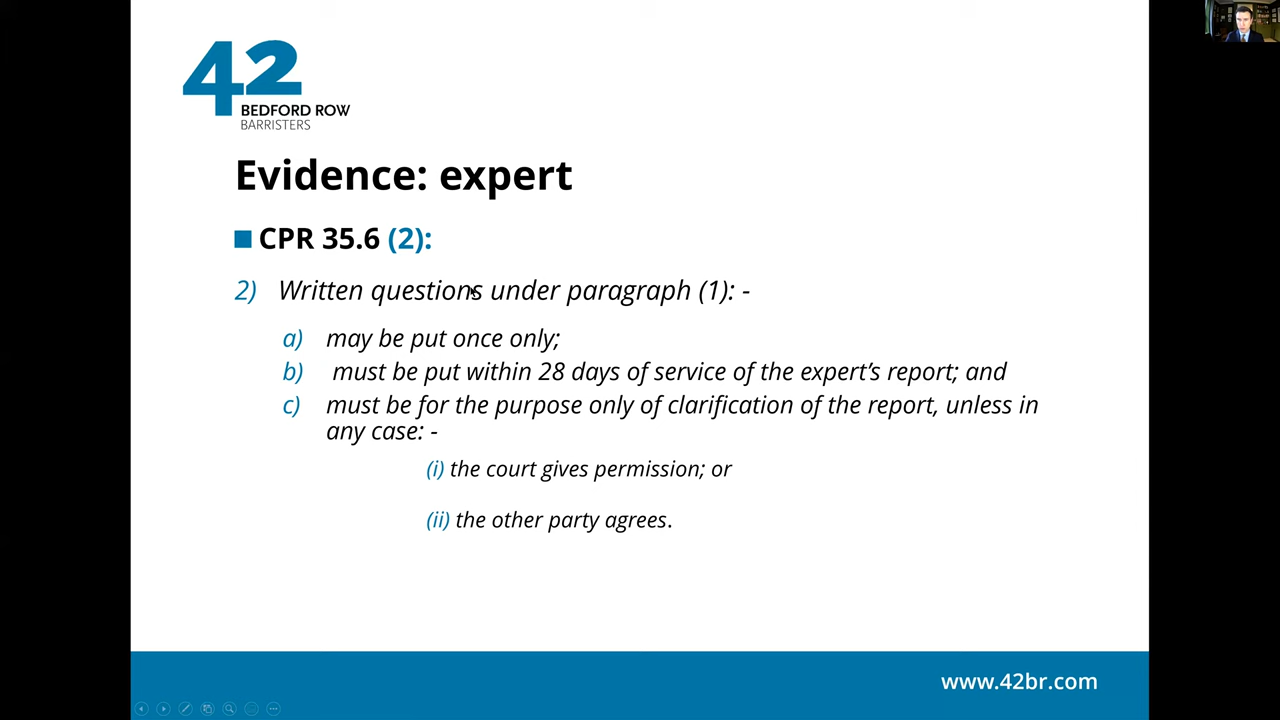 42
BEDFORD ROW
BARRISTERS
Evidence: expert
CPR 35.6 (2):
2) Written questions under paragraph (1): -
a) may be put once only;
b) must be put within 28 days of service of the expert’s report; and
c) must be for the purpose only of clarification of the report, unless in
any case: -
(i) the court gives permission; or
(ii) the other party agrees.
www.42br.com